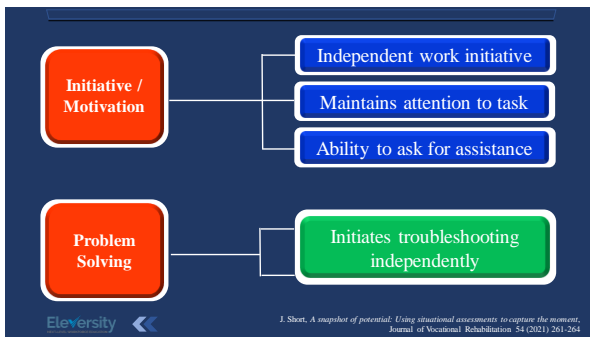 Initiative /
Motivation
Independent work initiative
Maintains attention to task
Ability to ask for assistance
Problem
Solving
Initiates troubleshooting
independently
Eleversity
J. Short, A snapshot of potential: Using situational assessments to capture the moment,
Journal of Vocational Rehabilitation 54 (2021) 261-264